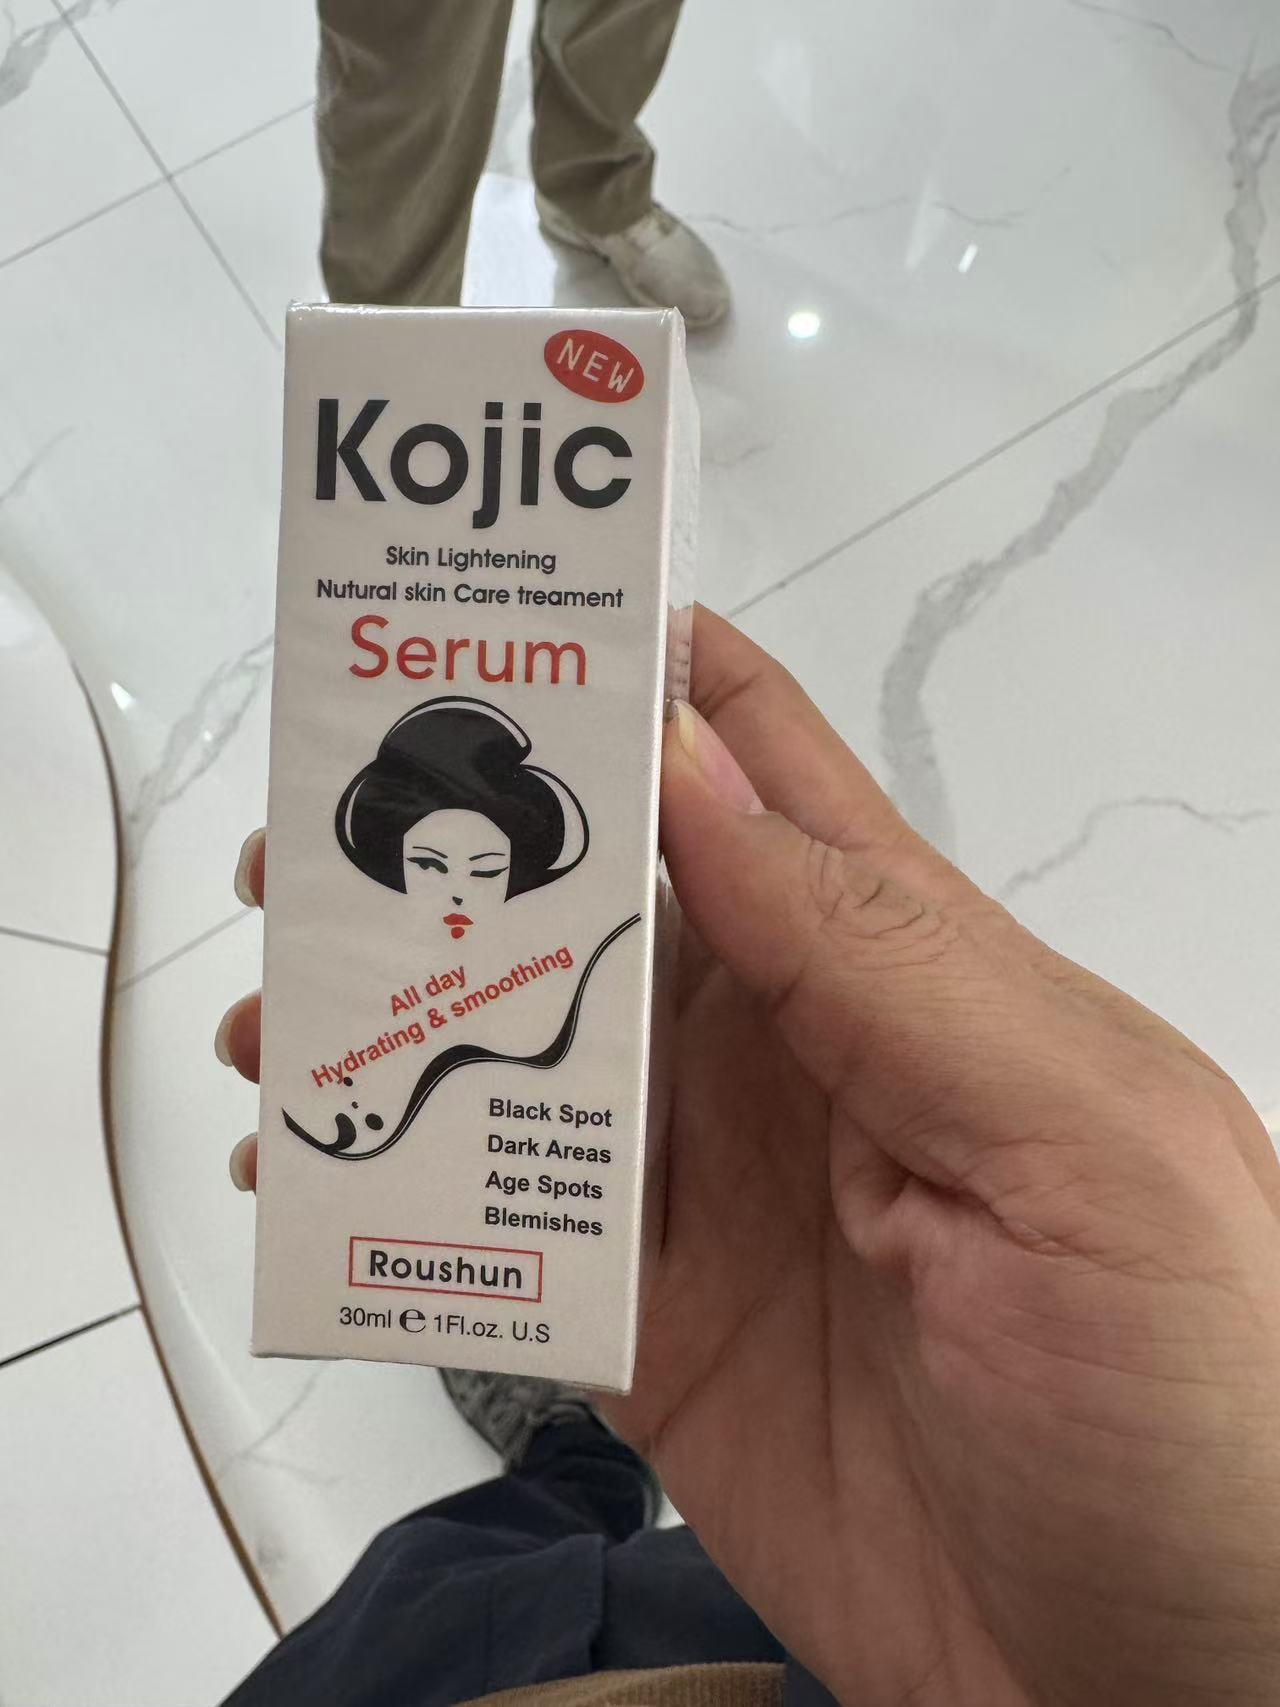 NEW
Kojic
Skin Lightening
Nutural skin Care treament
Serum
All day
Hydrating & smoothing
Black Spot
Dark Areas
Age Spots
Blemishes
Roushun
30ml ℮ 1Fl.oz. U.S